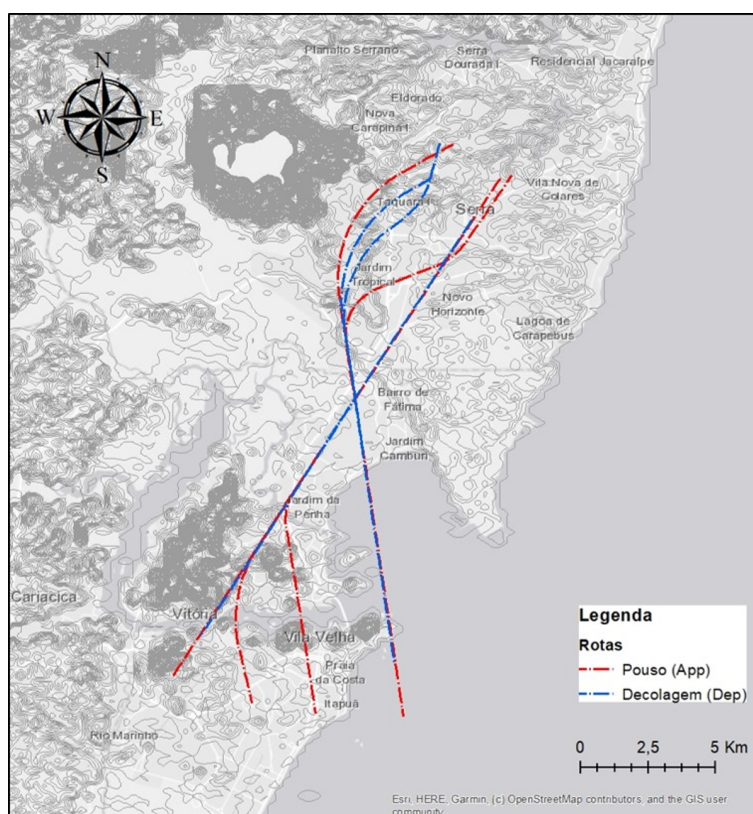 Planalto Serrano
Serra
Dourada I
Residencial Jacaraipe
N
W
E
S
Eldorado
Nova
Carapina I
Taquara I
Vila Nova de
Colares
Serra
Jardim
Tropical
Novo
Horizonte
Lagoa de
Carapebus
Bairro de
Fátima
Jardim
Camburi
Jardim da
Penha
Cariacica
Vitória
Vila Velha
Praia
da Costa
Itapuã
Rio Marinho
Legenda
Rotas
Pouso (App)
Decolagem (Dep)
0 2,5 5 Km
Esri, HERE, Garmin, (c) OpenStreetMap contributors, and the GIS user
community